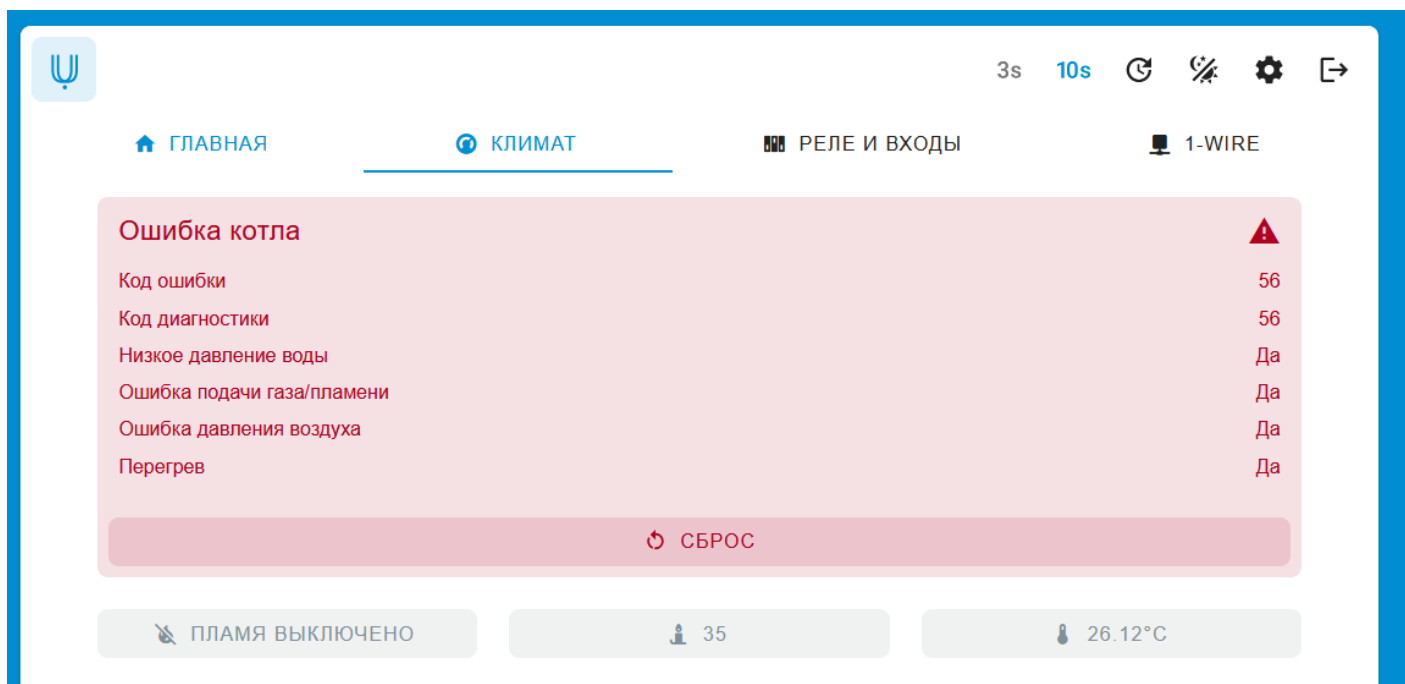 3s 10s
ГЛАВНАЯ КЛИМАТ РЕЛЕ И ВХОДЫ 1-WIRE
Ошибка котла
Код ошибки 56
Код диагностики 56
Низкое давление воды Да
Ошибка подачи газа/пламени Да
Ошибка давления воздуха Да
Перегрев Да
СБРОС
ПЛАМЯ ВЫКЛЮЧЕНО 35 26.12°C